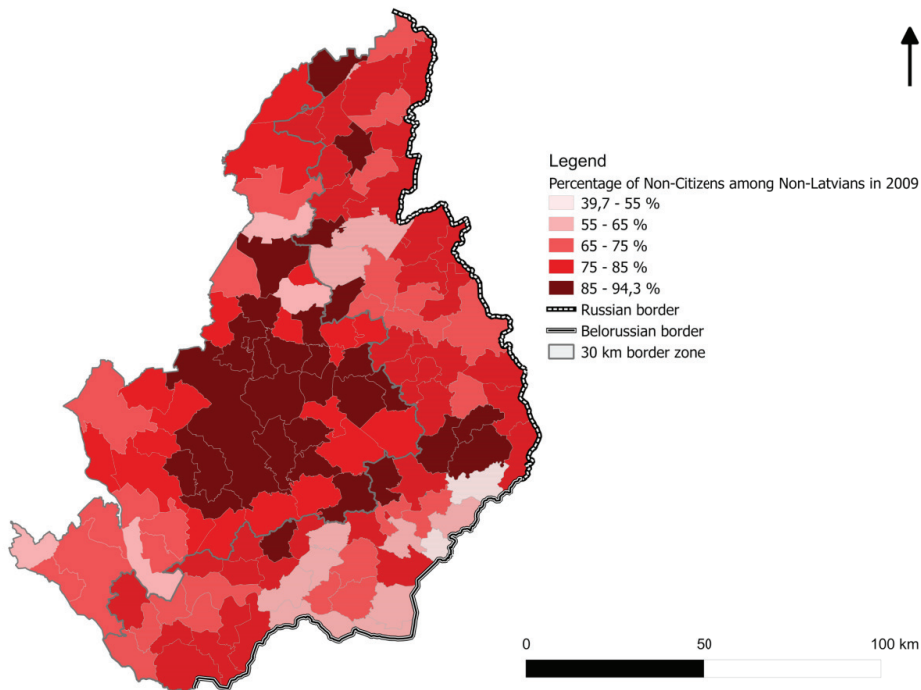 Legend
Percentage of Non-Citizens among Non-Latvians in 2009
39,7 - 55 %
55 - 65 %
65 - 75 %
75 - 85 %
85 - 94,3 %
Russian border
Belorussian border
30 km border zone
0 50 100 km